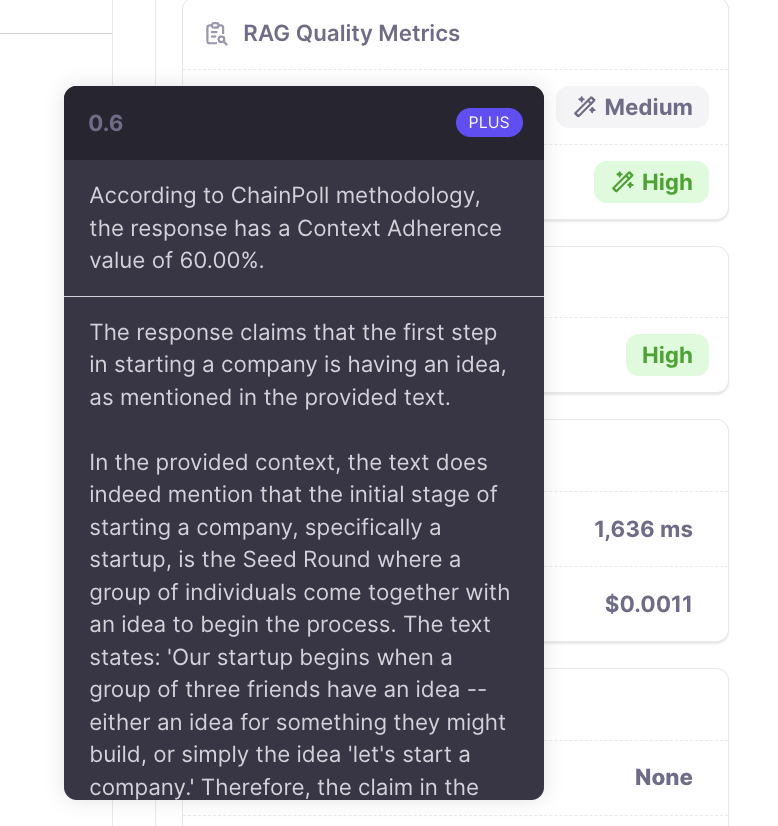 RAG Quality Metrics
Medium
High
0.6
PLUS
According to ChainPoll methodology,
the response has a Context Adherence
value of 60.00%.
The response claims that the first step
in starting a company is having an idea,
as mentioned in the provided text.
In the provided context, the text does
indeed mention that the initial stage of
starting a company, specifically a
startup, is the Seed Round where a
group of individuals come together with
an idea to begin the process. The text
states: 'Our startup begins when a
group of three friends have an idea --
either an idea for something they might
build, or simply the idea 'let's start a
company.' Therefore, the claim in the
High
1,636 ms
$0.0011
None